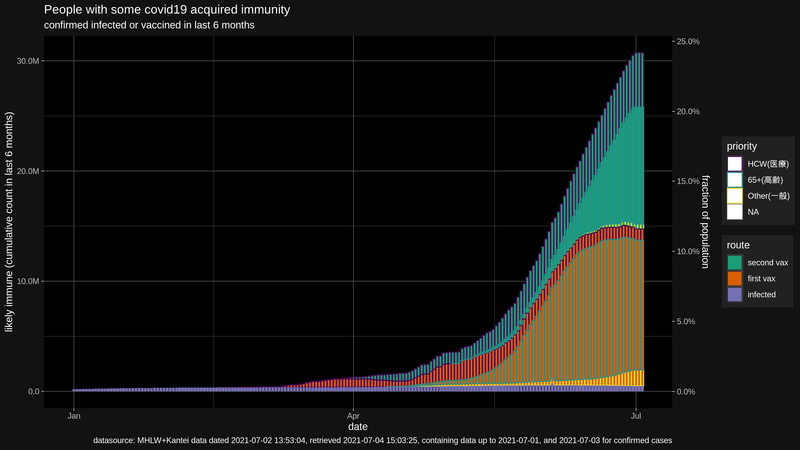 People with some covid19 acquired immunity
confirmed infected or vaccined in last 6 months
likely immune (cumulative count in last 6 months)
30.0M
20.0M
10.0M
0.0
25.0%
20.0%
15.0%
10.0%
5.0%
0.0%
fraction of population
Jan
Apr
Jul
date
priority
HCW(医療)
65+(高齢)
Other(一般)
NA
route
second vax
first vax
infected
datasource: MHLW+Kantei data dated 2021-07-02 13:53:04, retrieved 2021-07-04 15:03:25, containing data up to 2021-07-01, and 2021-07-03 for confirmed cases